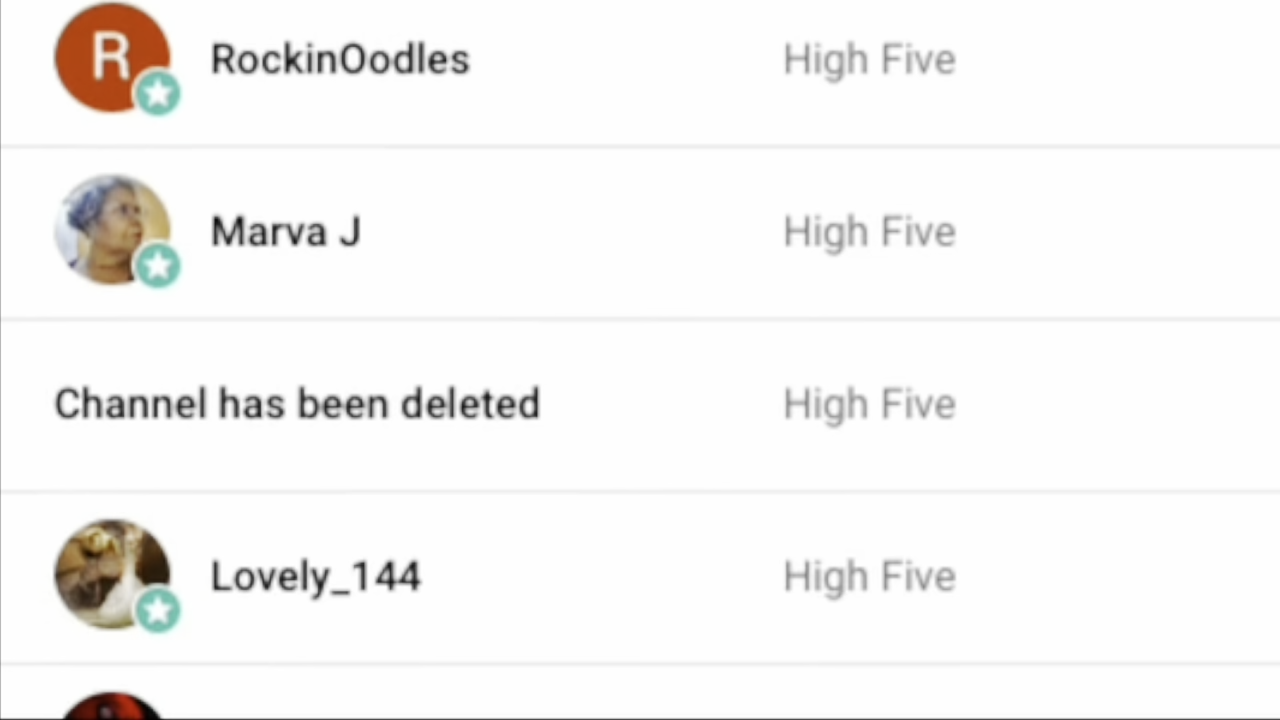 R RockinOodles High Five
Marva J High Five
Channel has been deleted High Five
Lovely_144 High Five